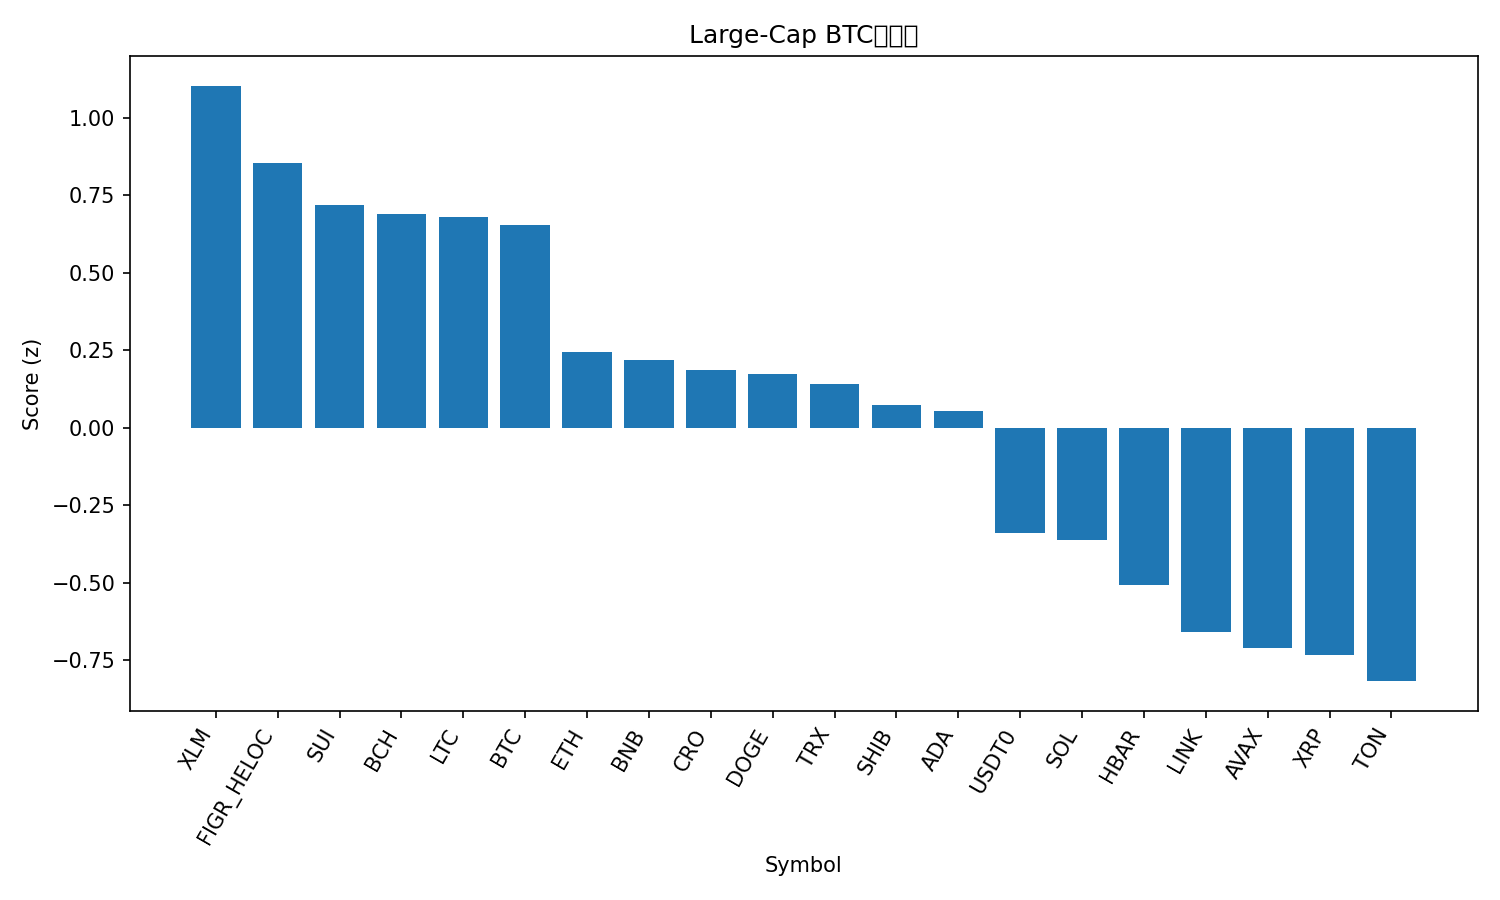 Large-Cap BTC
1.00
0.75
0.50
0.25
0.00
−0.25
−0.50
−0.75
Score (z)
XLM
FIGR_HELOC
SUI
BCH
LTC
BTC
ETH
BNB
CRO
DOGE
TRX
SHIB
ADA
USDT0
SOL
HBAR
LINK
AVAX
XRP
TON
Symbol